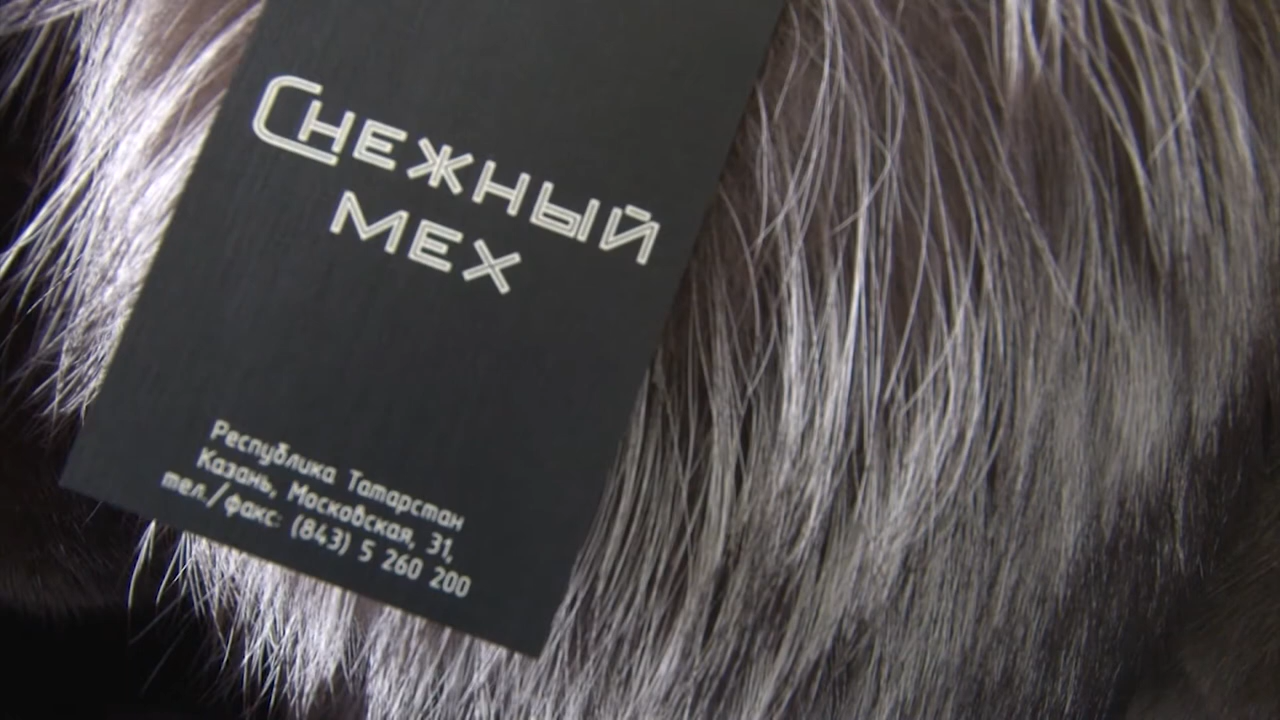 Снежный
мех
Республика Татарстан
Казань, Московская, 31,
тел./факс: (843) 5 260 200